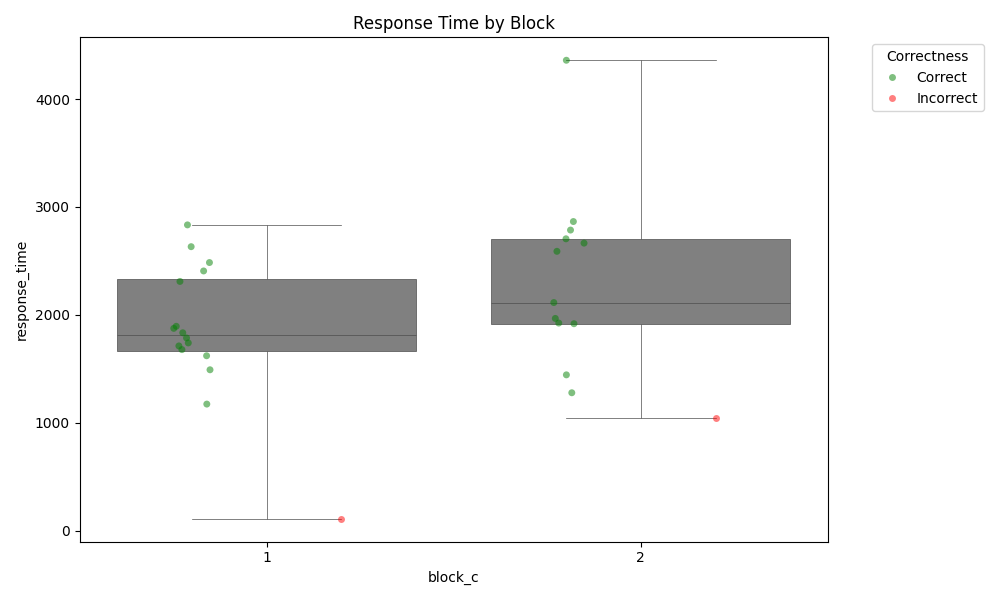 Response Time by Block
Correctness
Correct
Incorrect
response_time
4000
3000
2000
1000
0
1
2
block_c